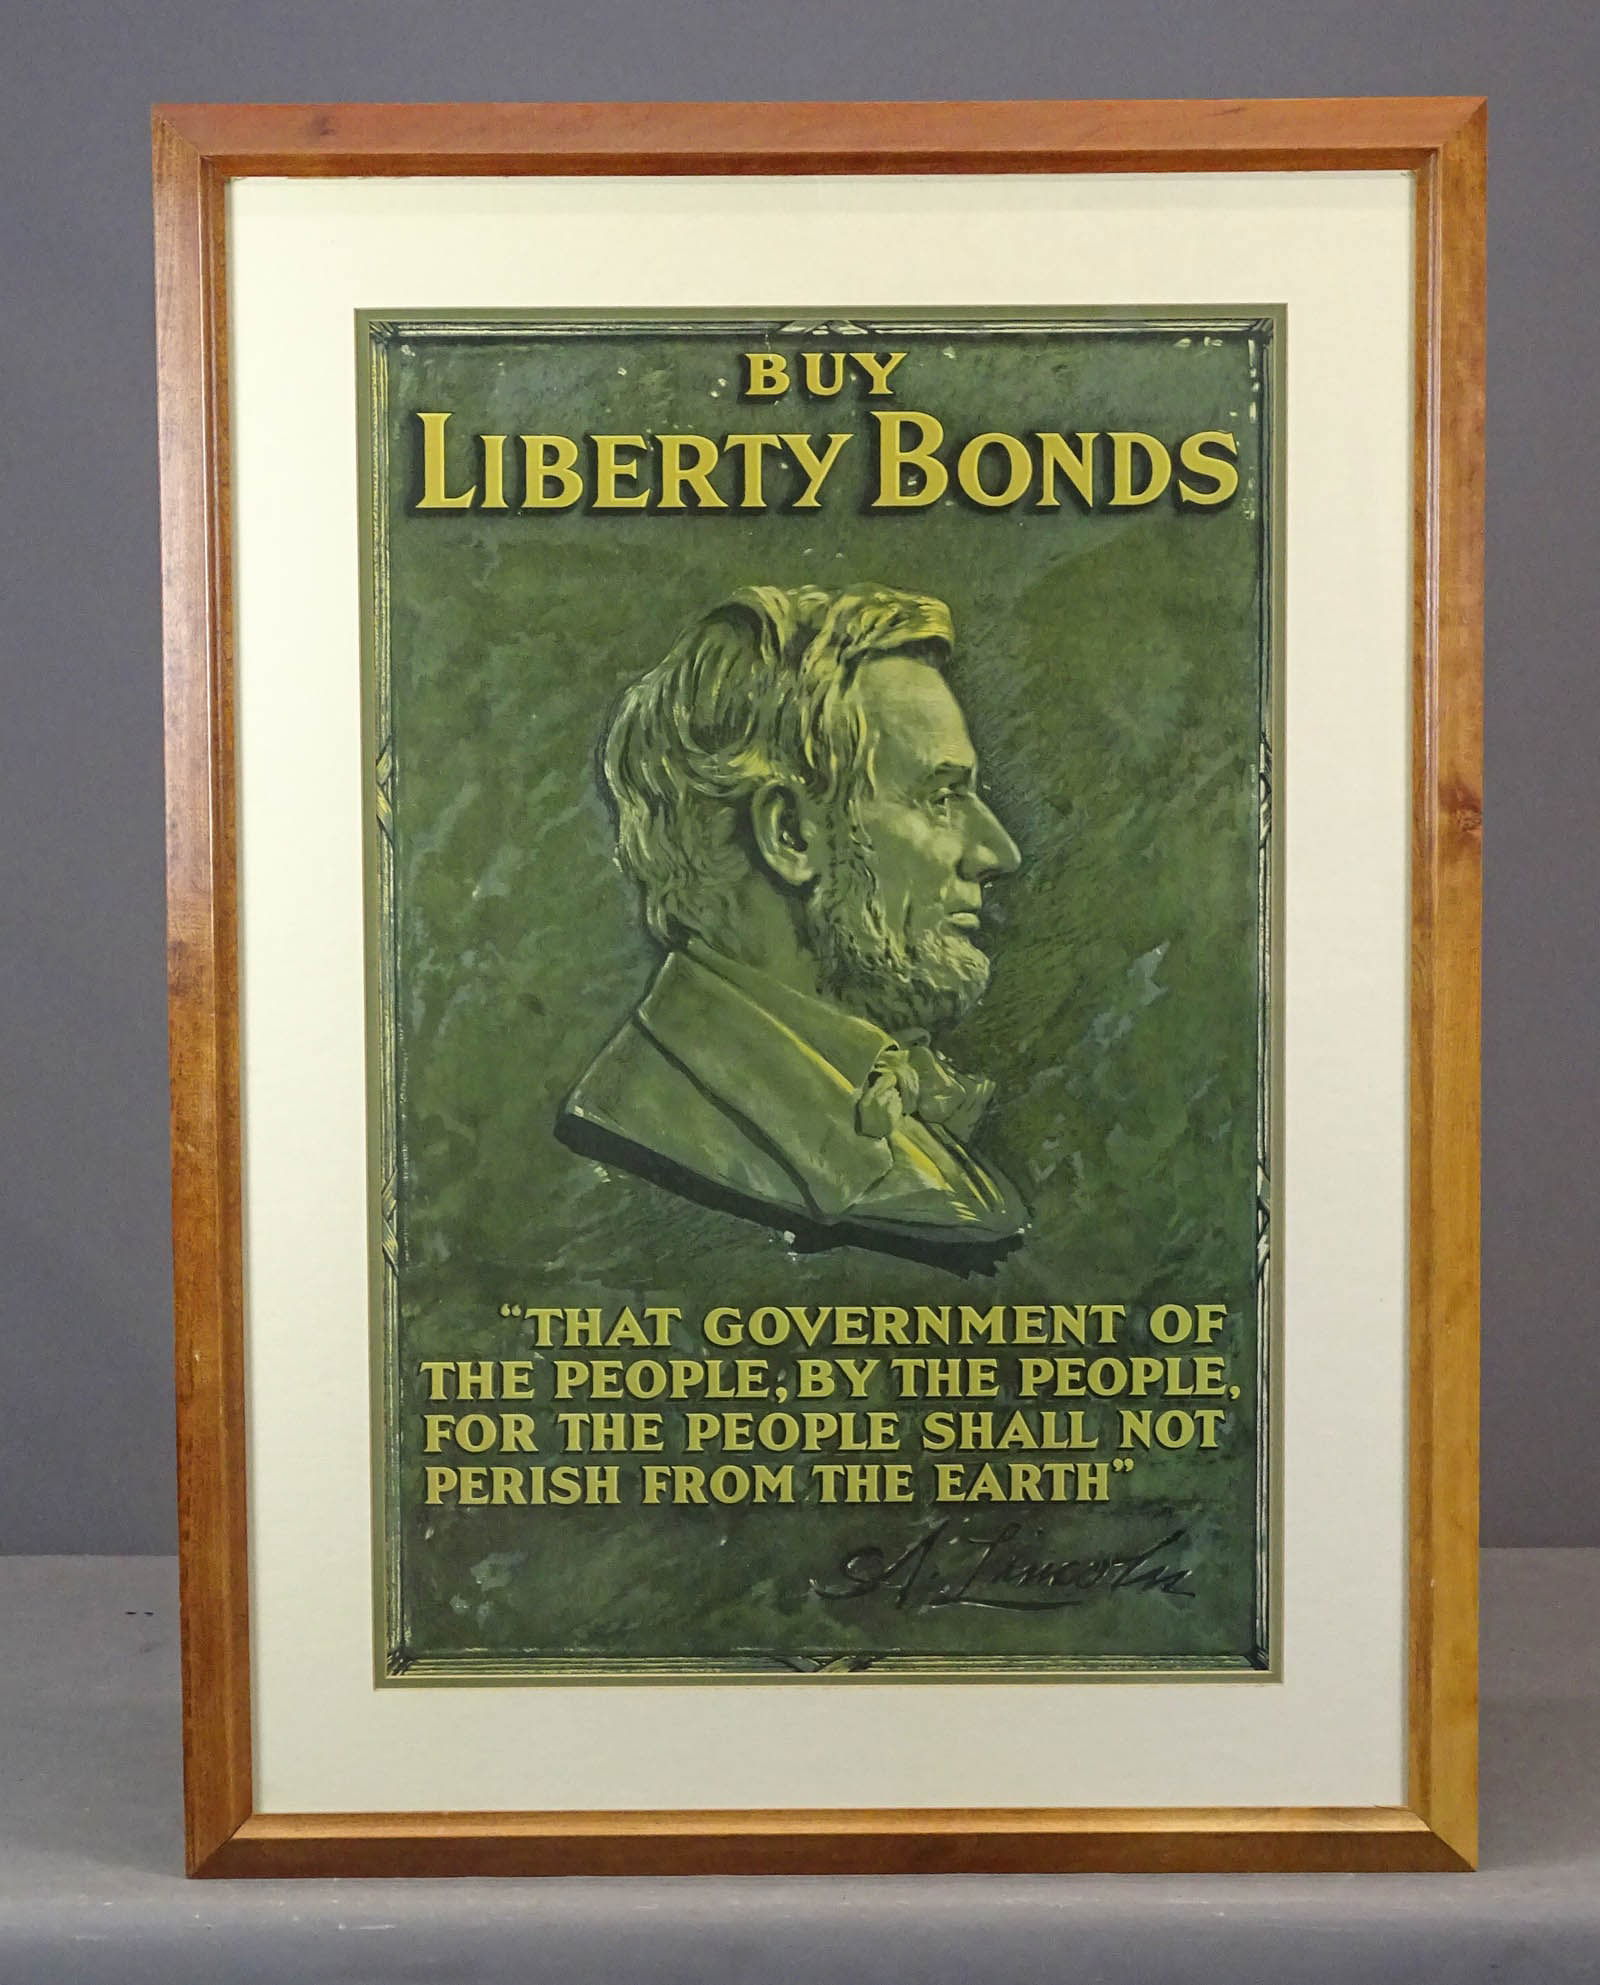 BUY
LIBERTY BONDS
“THAT GOVERNMENT OF
THE PEOPLE, BY THE PEOPLE,
FOR THE PEOPLE SHALL NOT
PERISH FROM THE EARTH”
A. Lincoln